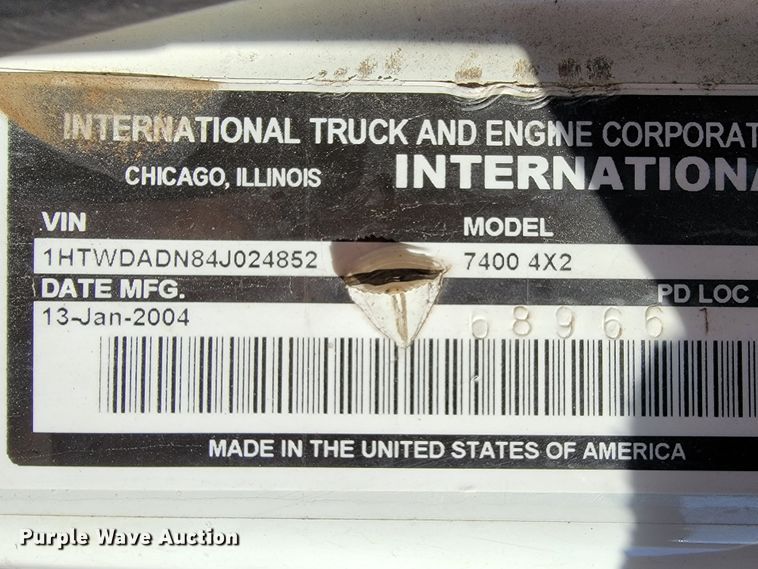 INTERNATIONAL TRUCK AND ENGINE CORPORAT
CHICAGO, ILLINOIS INTERNATIONA
VIN MODEL
1HTWDADN84J024852 7400 4X2
DATE MFG. PD LOC
13-Jan-2004 689661
MADE IN THE UNITED STATES OF AMERICA
Purple Wave Auction